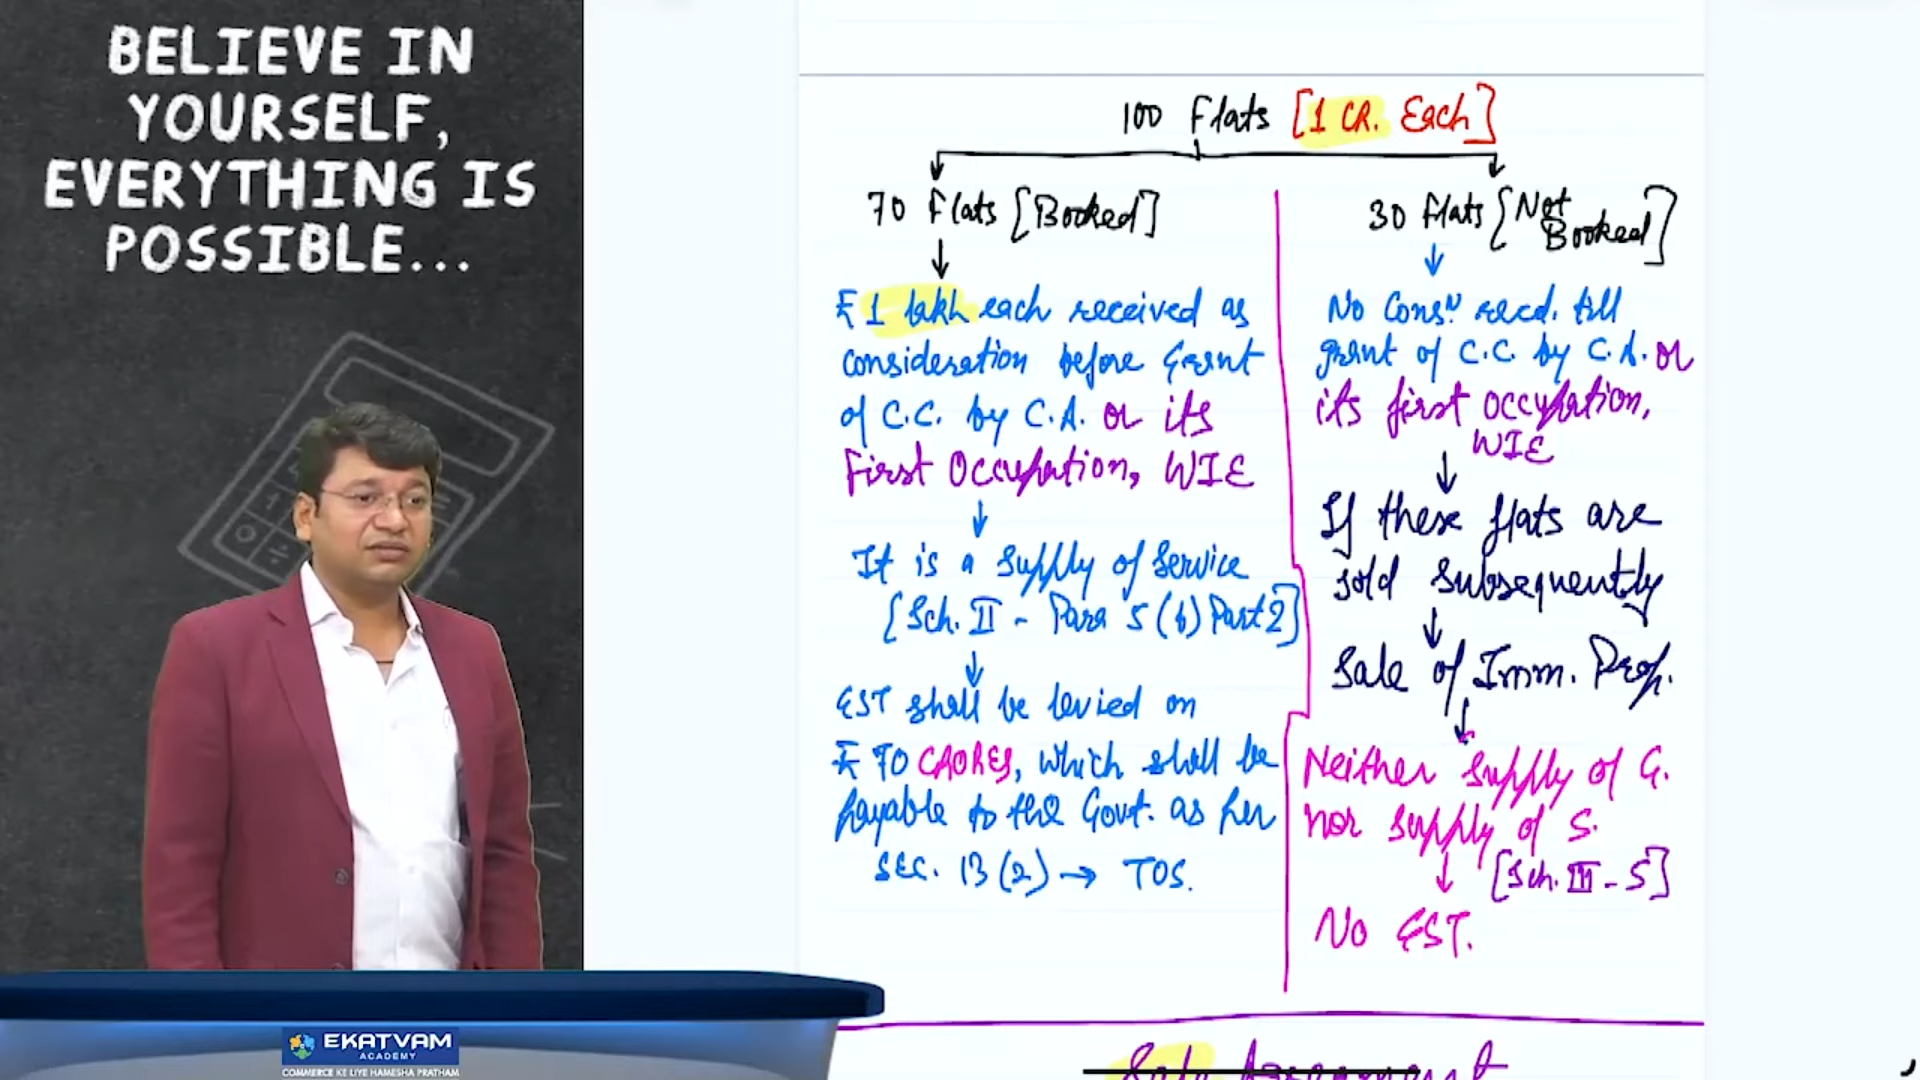 BELIEVE IN
YOURSELF,
EVERYTHING IS
POSSIBLE...
100 Flats [1 CR. Each]
70 Flats [Booked]
₹ 1 lakh each received as
consideration before Grant
of C.C. by C.A. or its
First Occupation, WIE
It is a Supply of Service
[Sch. II - Para 5 (b) Part 2]
GST shall be levied on
₹ 70 CRORES, which shall be
payable to the Govt. as per
SEC. 13 (2) → TOS.
30 Flats [Not
Booked]
No Consn. recd. till
grant of C.C. by C.A. or
its first occupation,
WIE
If these flats are
sold subsequently
Sale of Imm. Prop.
Neither Supply of G.
nor Supply of S.
[Sch. III - 5]
No GST.
EKATVAM
ACADEMY
COMMERCE KE LIYE HAMESHA PRATHAM